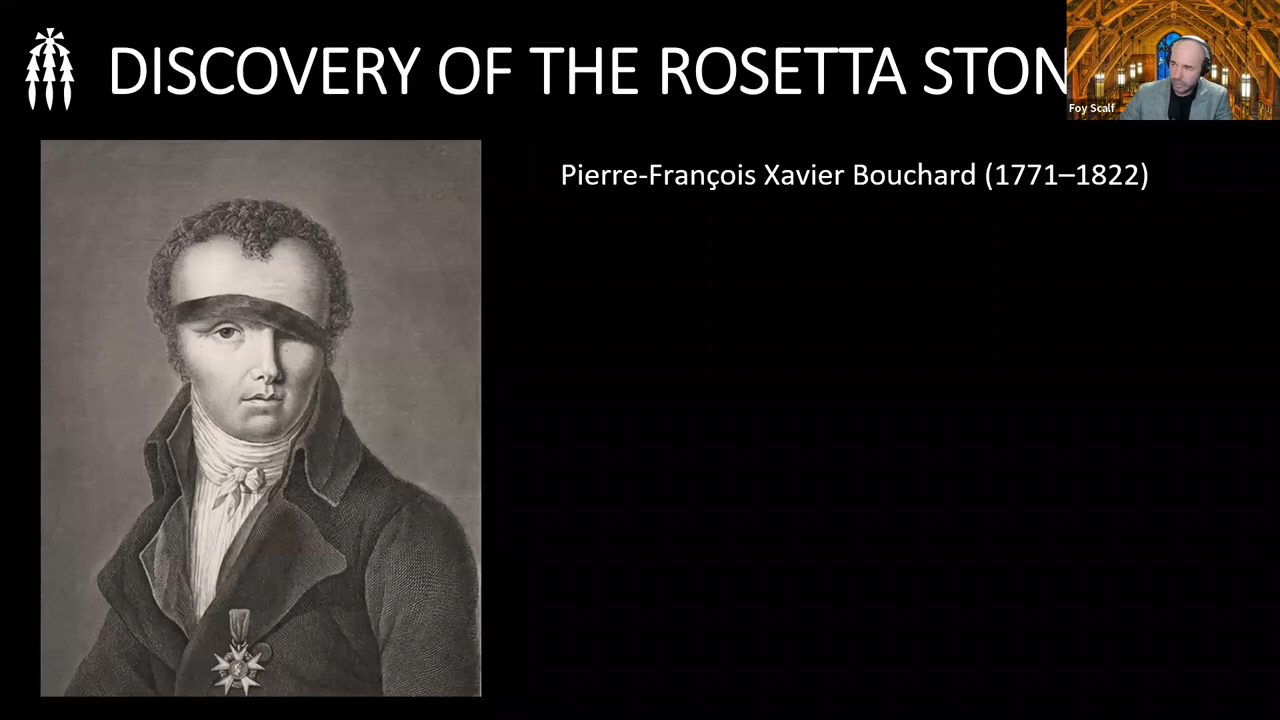 DISCOVERY OF THE ROSETTA STON
Foy Scalf
Pierre-François Xavier Bouchard (1771–1822)